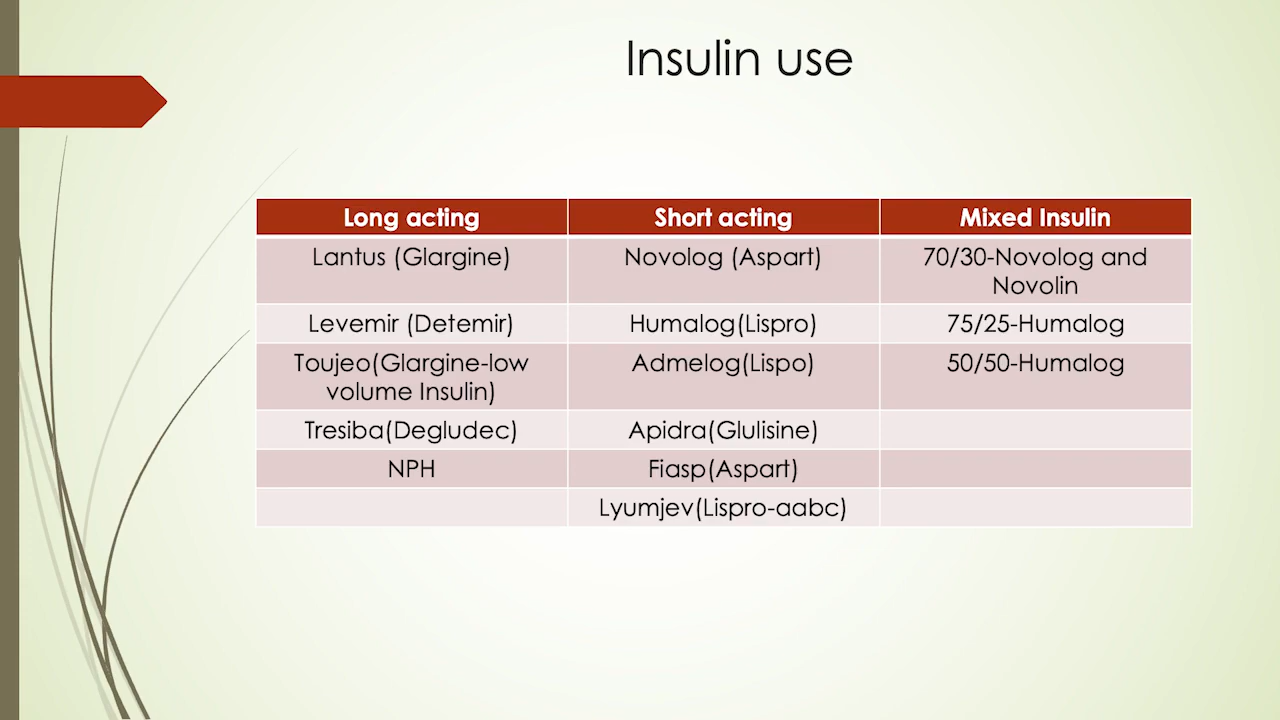 Insulin use
Long acting
Short acting
Mixed Insulin
Lantus (Glargine)
Novolog (Aspart)
70/30-Novolog and
Novolin
Levemir (Detemir)
Humalog(Lispro)
75/25-Humalog
Toujeo(Glargine-low
volume Insulin)
Admelog(Lispo)
50/50-Humalog
Tresiba(Degludec)
Apidra(Glulisine)
NPH
Fiasp(Aspart)
Lyumjev(Lispro-aabc)